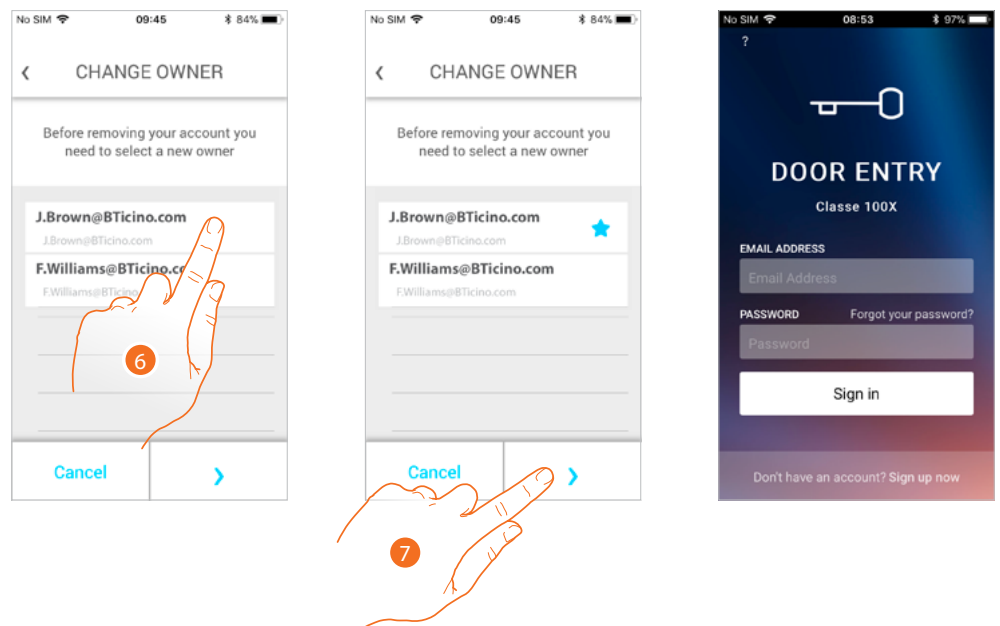 No SIM 09:45 84%
CHANGE OWNER
Before removing your account you
need to select a new owner
J.Brown@BTicino.com
J.Brown@BTicino.com
F.Williams@BTicino.co
F.Williams@BTicino
6
Cancel
No SIM 09:45 84%
CHANGE OWNER
Before removing your account you
need to select a new owner
J.Brown@BTicino.com
J.Brown@BTicino.com
F.Williams@BTicino.com
F.Williams@BTicino.com
Cancel
7
No SIM 08:53 97%
?
DOOR ENTRY
Classe 100X
EMAIL ADDRESS
Email Address
PASSWORD Forgot your password?
Password
Sign in
Don't have an account? Sign up now